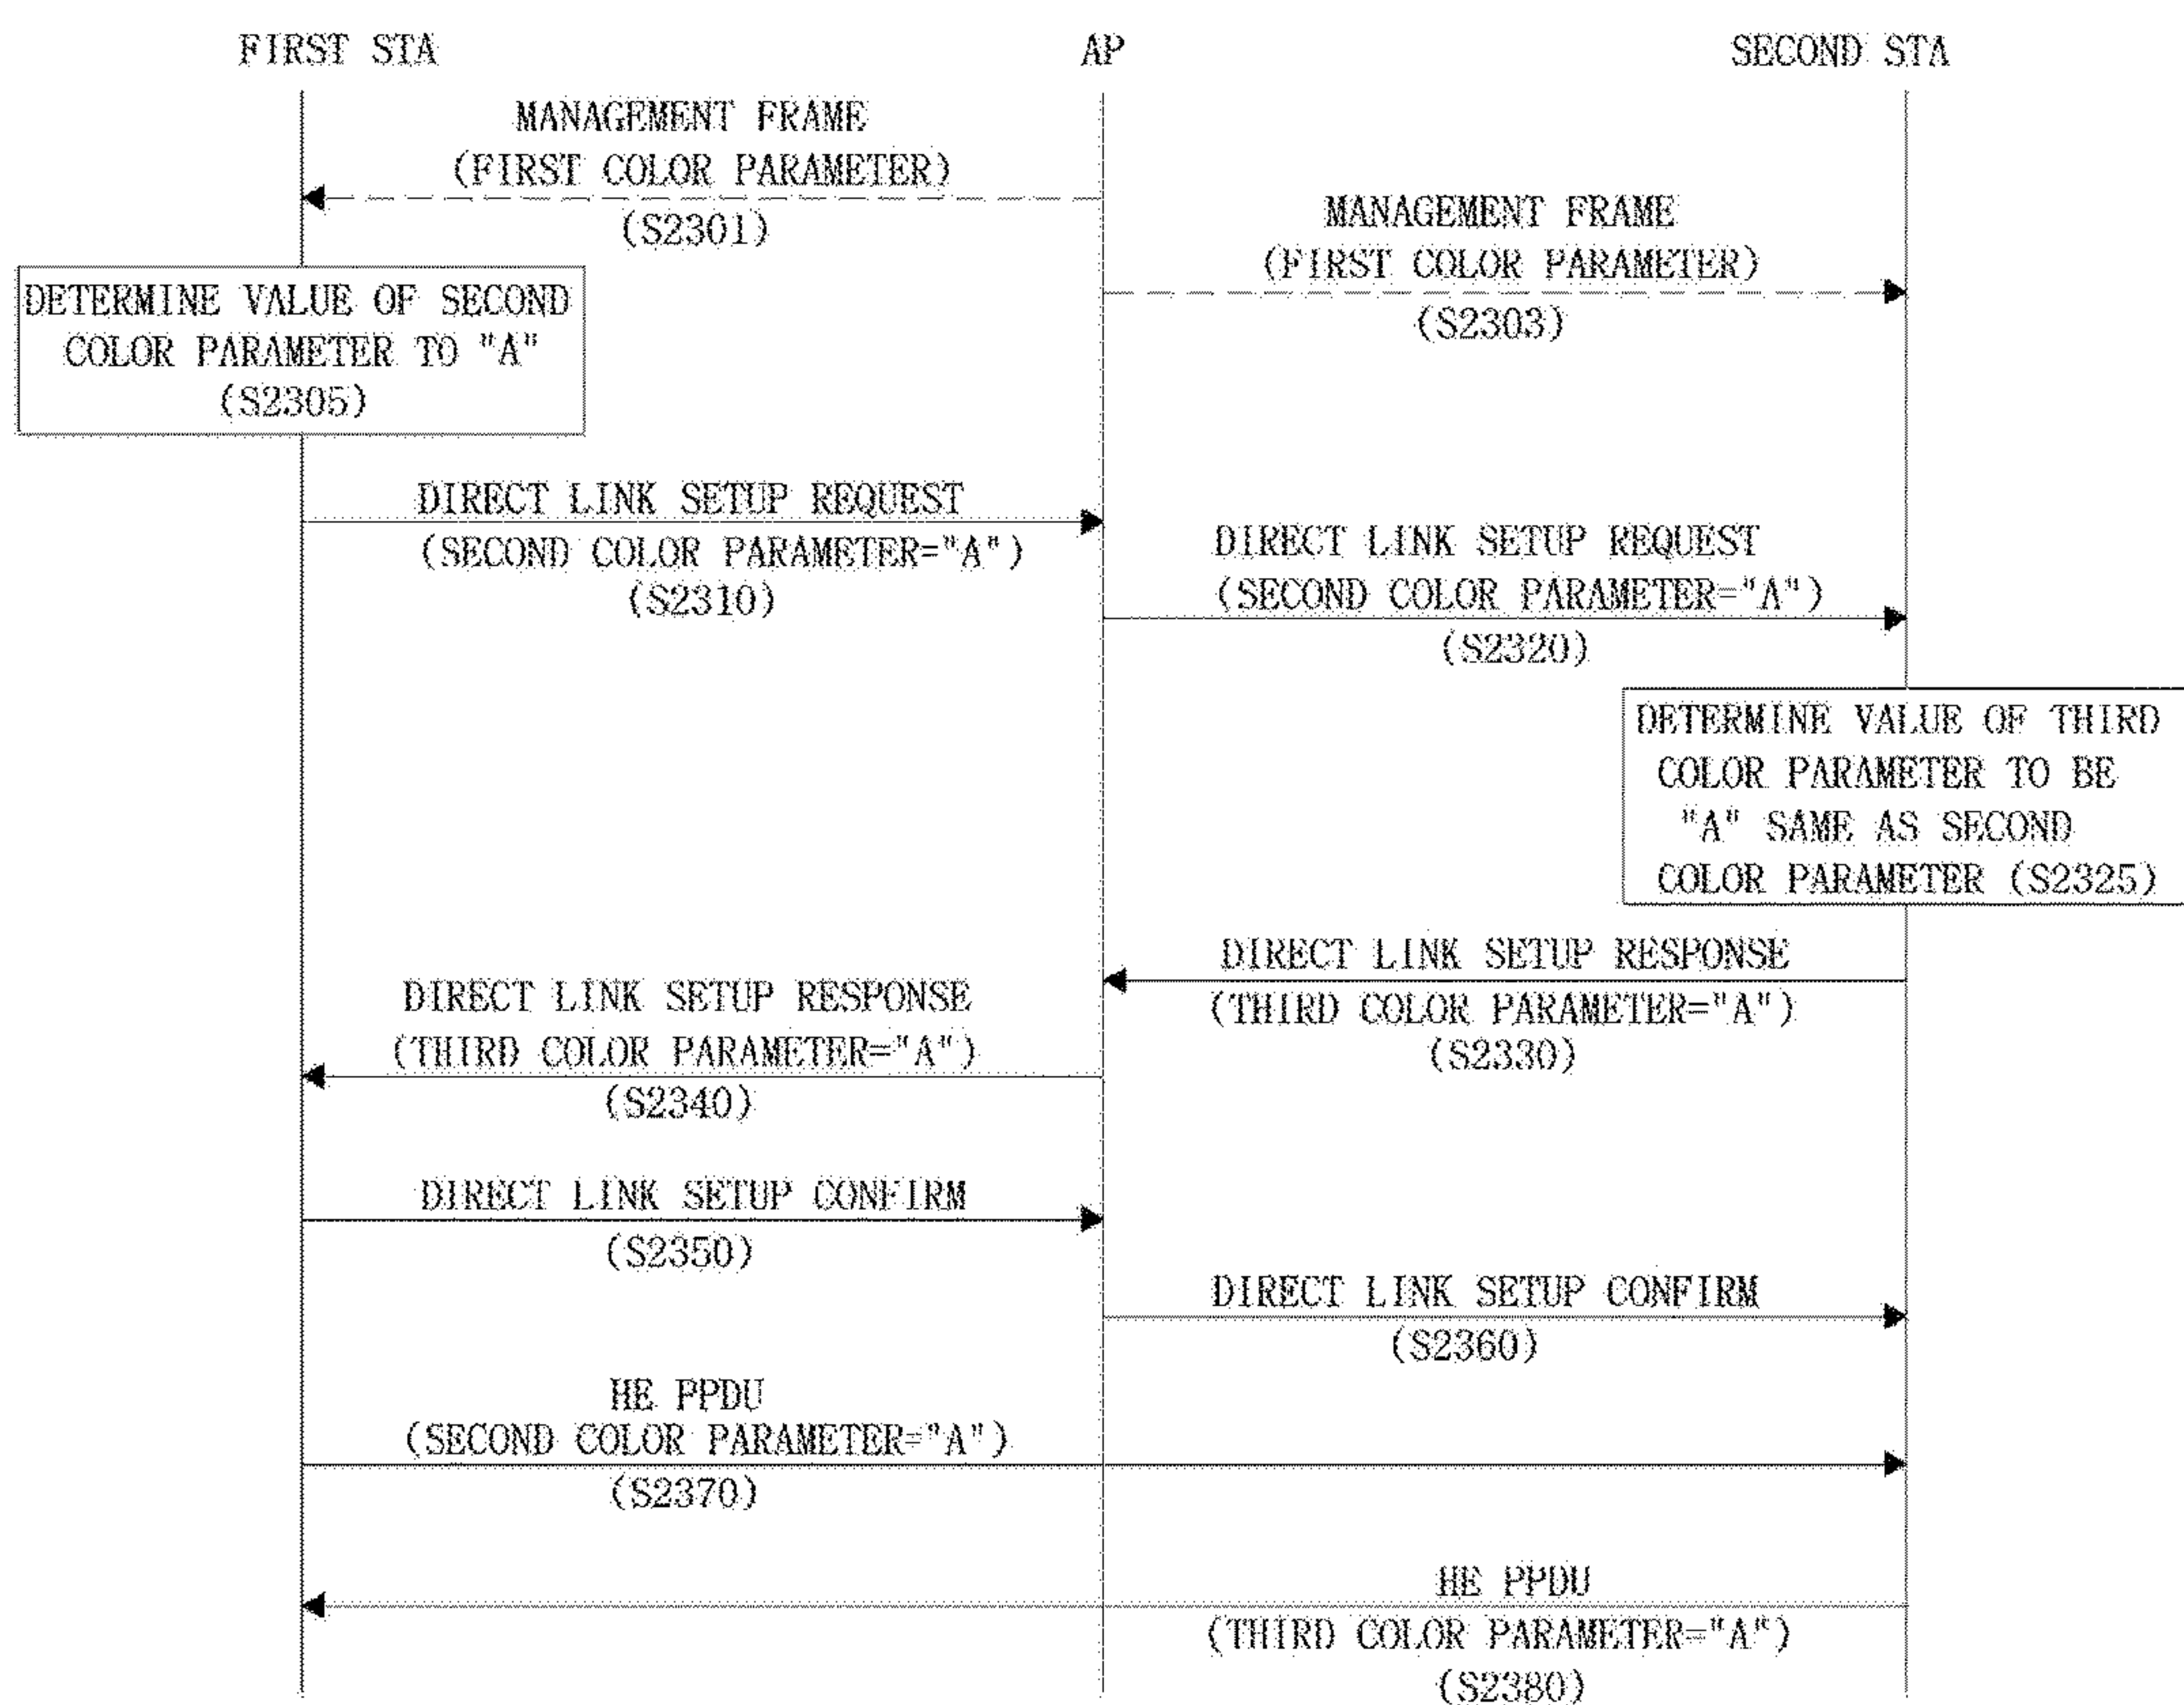 FIRST STA
AP
SECOND STA
MANAGEMENT FRAME
(FIRST COLOR PARAMETER)
(S2301)
MANAGEMENT FRAME
(FIRST COLOR PARAMETER)
(S2303)
DETERMINE VALUE OF SECOND
COLOR PARAMETER TO "A"
(S2305)
DIRECT LINK SETUP REQUEST
(SECOND COLOR PARAMETER="A")
(S2310)
DIRECT LINK SETUP REQUEST
(SECOND COLOR PARAMETER="A")
(S2320)
DETERMINE VALUE OF THIRD
COLOR PARAMETER TO BE
"A" SAME AS SECOND
COLOR PARAMETER (S2325)
DIRECT LINK SETUP RESPONSE
(THIRD COLOR PARAMETER="A")
(S2330)
DIRECT LINK SETUP RESPONSE
(THIRD COLOR PARAMETER="A")
(S2340)
DIRECT LINK SETUP CONFIRM
(S2350)
DIRECT LINK SETUP CONFIRM
(S2360)
HE PPDU
(SECOND COLOR PARAMETER="A")
(S2370)
HE PPDU
(THIRD COLOR PARAMETER="A")
(S2380)